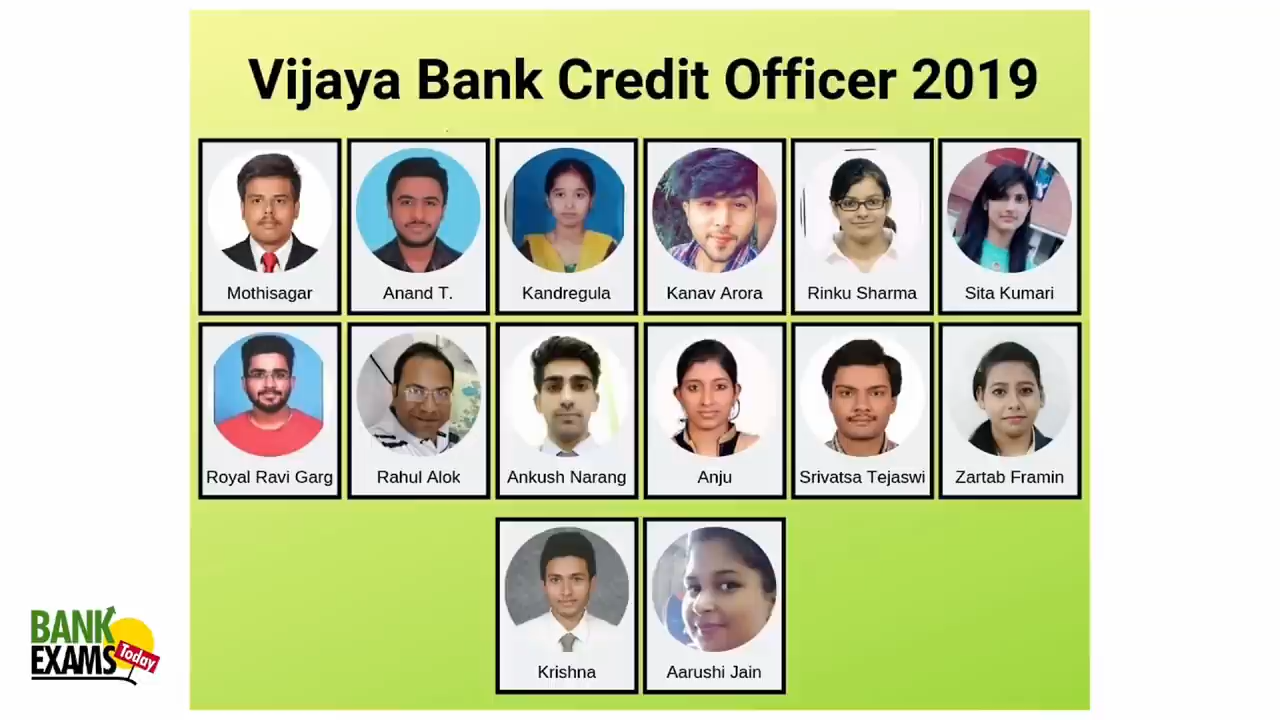 Vijaya Bank Credit Officer 2019
Mothisagar
Anand T.
Kandregula
Kanav Arora
Rinku Sharma
Sita Kumari
Royal Ravi Garg
Rahul Alok
Ankush Narang
Anju
Srivatsa Tejaswi
Zartab Framin
Krishna
Aarushi Jain
BANK
EXAMS
Today